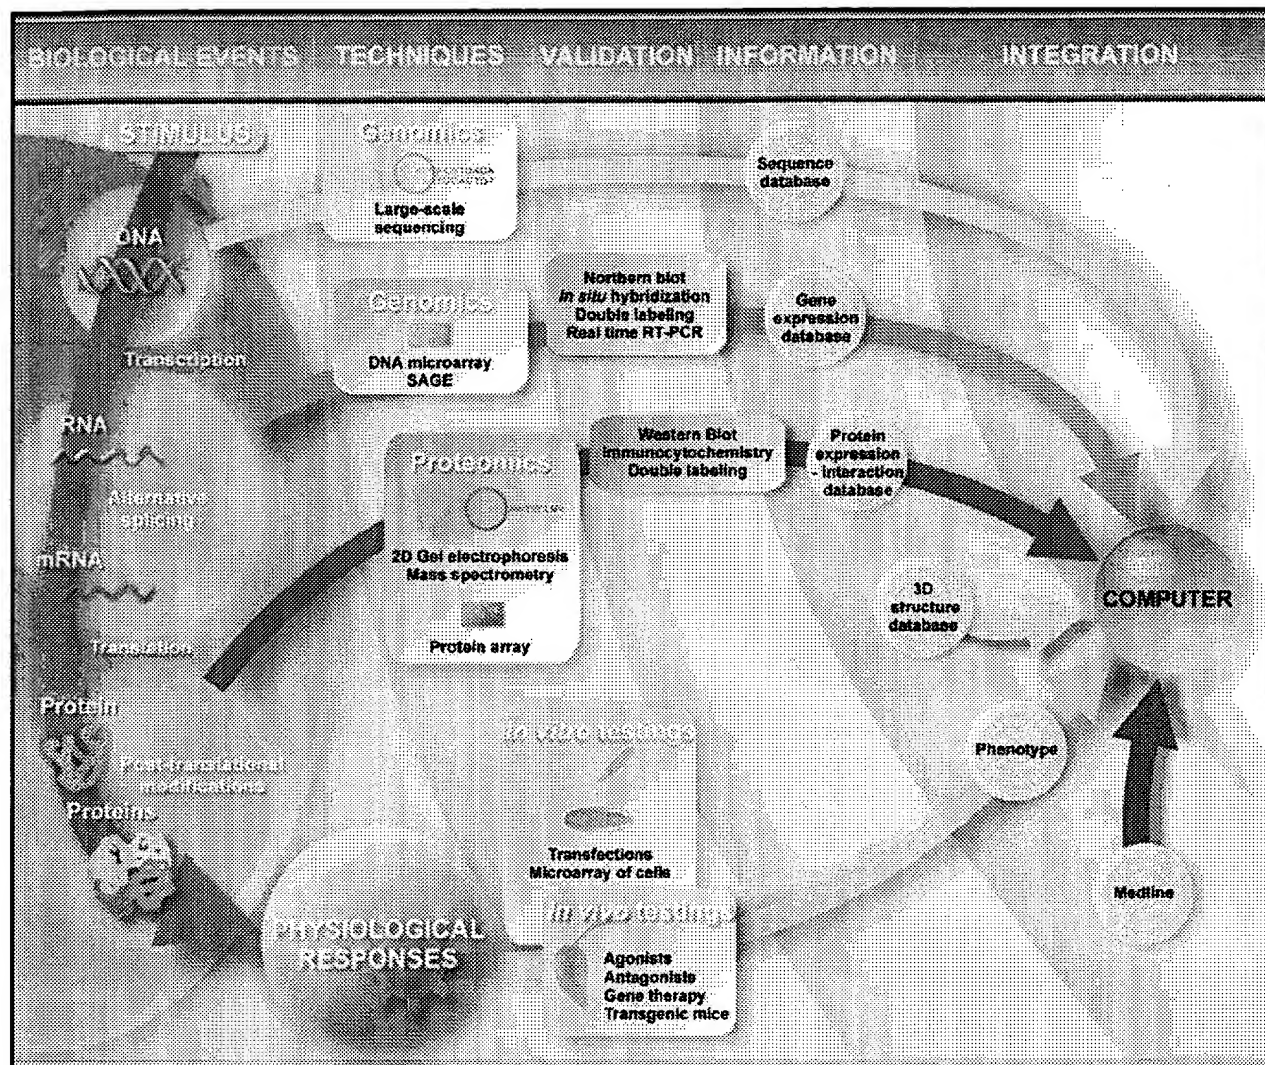 BIOLOGICAL EVENTS
TECHNIQUES
VALIDATION
INFORMATION
INTEGRATION
STIMULUS
DNA
Transcription
RNA
Alternative
splicing
mRNA
Translation
Protein
Post-translational
modifications
Proteins
PHYSIOLOGICAL
RESPONSES
Genomics
Large-scale
sequencing
Genomics
DNA microarray
SAGE
Proteomics
2D Gel electrophoresis
Mass spectrometry
Protein array
In vitro testings
Transfections
Microarray of cells
In vivo testings
Agonists
Antagonists
Gene therapy
Transgenic mice
Northern blot
In situ hybridization
Double labeling
Real time RT-PCR
Western Blot
Immunocytochemistry
Double labeling
Sequence
database
Gene
expression
database
Protein
expression
- interaction
database
3D
structure
database
Phenotype
Medline
COMPUTER